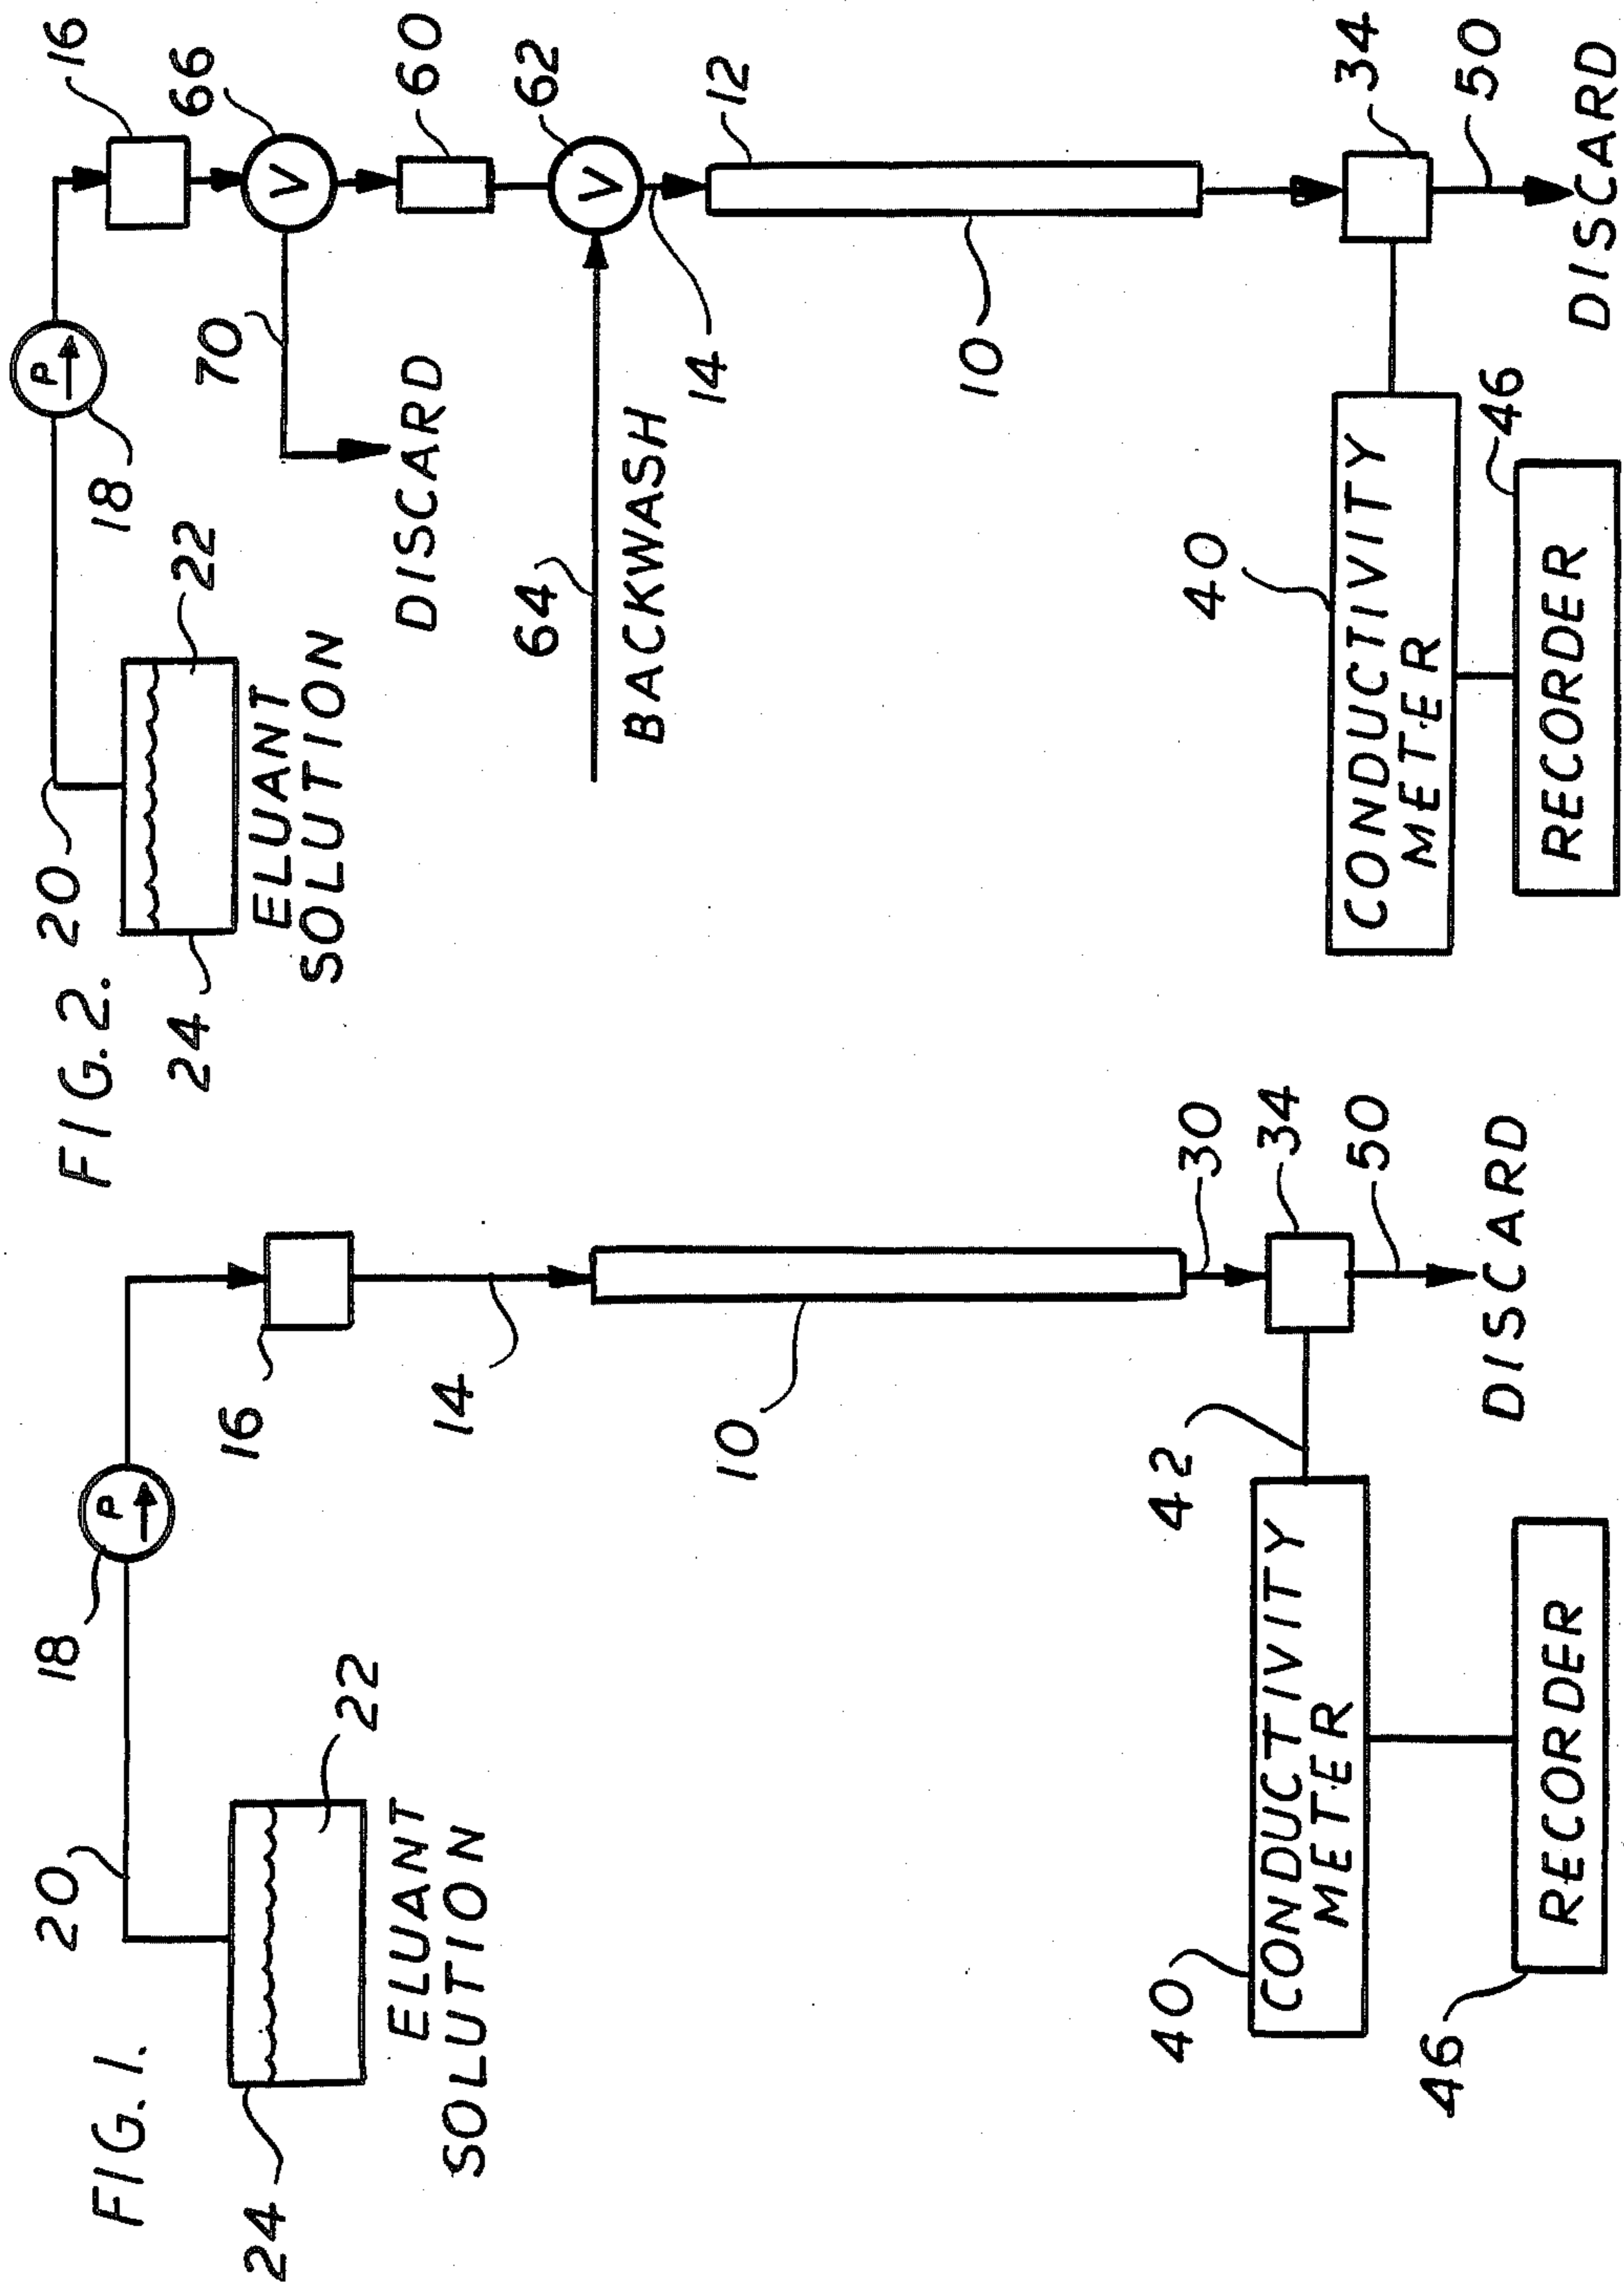 FIG. 1.
20
18
24
22
ELUANT
SOLUTION
P
16
14
10
30
34
42
50
DISCARD
40
CONDUCTIVITY
METER
46
RECORDER
FIG. 2.
20
18
P
16
24
22
ELUANT
SOLUTION
66
V
70
DISCARD
60
62
V
64
BACKWASH
14
12
10
34
50
DISCARD
40
CONDUCTIVITY
METER
46
RECORDER